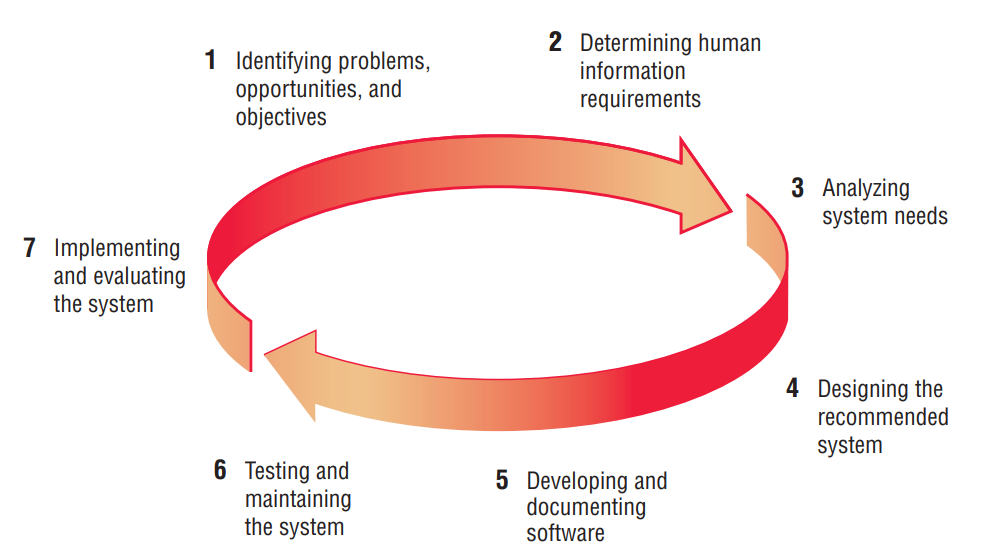 1 Identifying problems,
opportunities, and
objectives
2 Determining human
information
requirements
3 Analyzing
system needs
4 Designing the
recommended
system
5 Developing and
documenting
software
6 Testing and
maintaining
the system
7 Implementing
and evaluating
the system